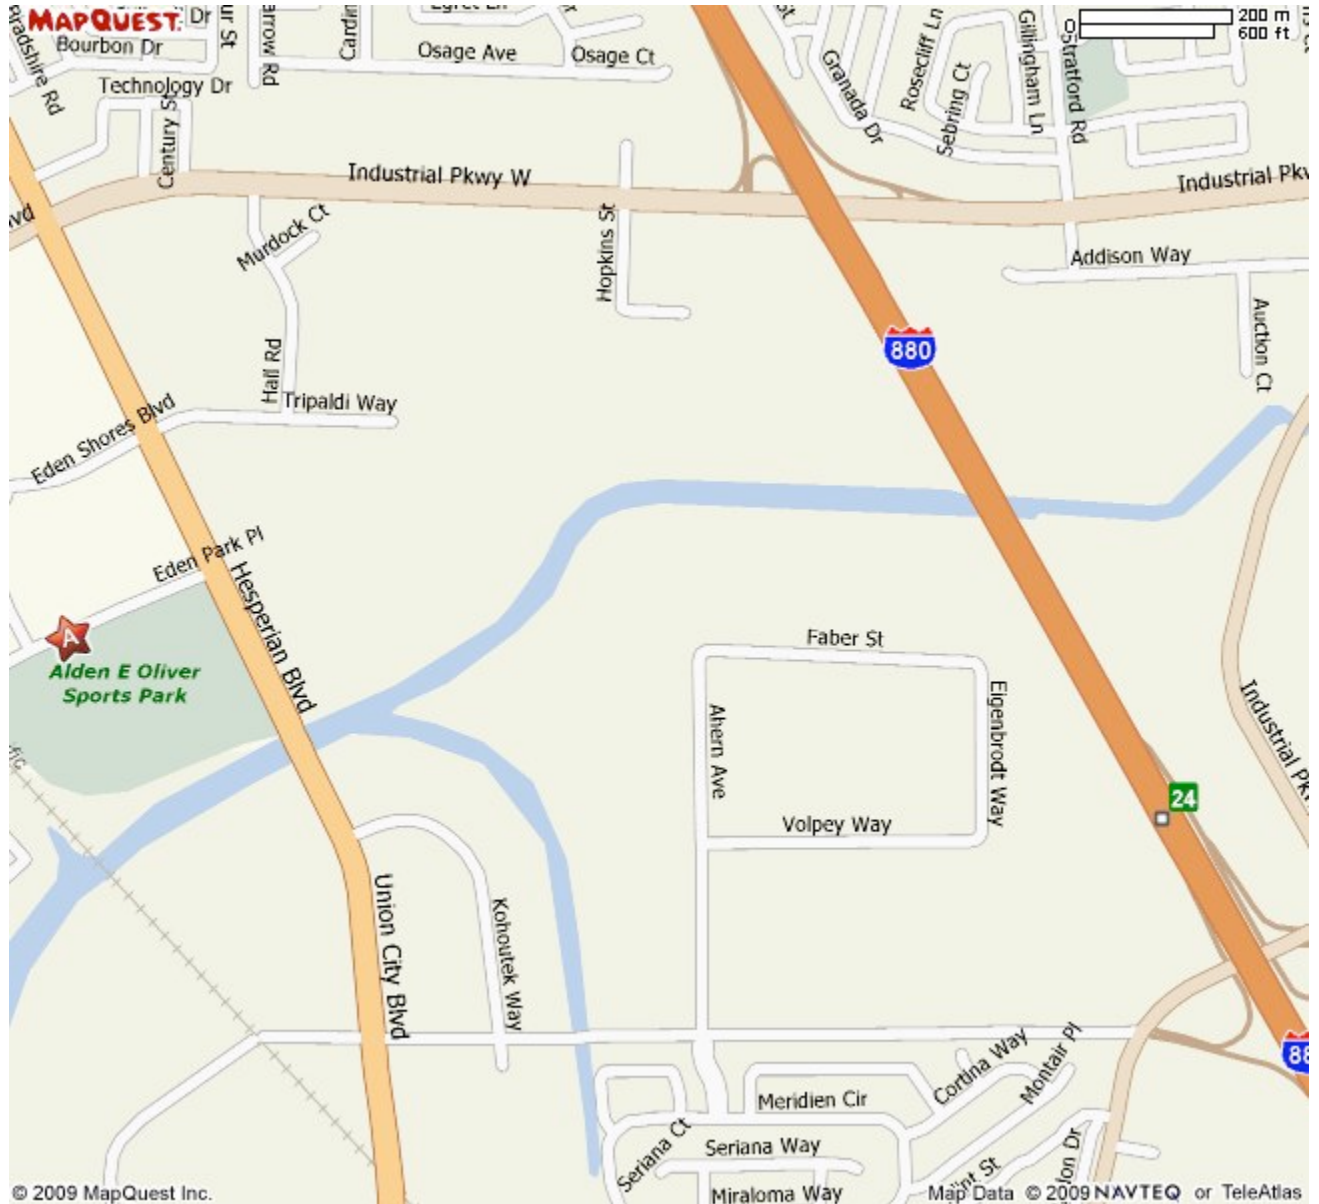 MAPQUEST.
Dr
Bourbon Dr
Technology Dr
Century St
Osage Ave
Osage Ct
Granada Dr
Rosecliff Ln
Sebring Ct
Gillingham Ln
Stratford Rd
0
200 m
600 ft
Industrial Pkwy W
Murdock Ct
Hopkins St
Addison Way
Auction Ct
880
Hall Rd
Tripaldi Way
Eden Shores Blvd
Eden Park Pl
Hesperian Blvd
A
Alden E Oliver
Sports Park
Faber St
Ahern Ave
Eigenbrodt Way
Volpey Way
24
Union City Blvd
Kohoutek Way
Cortina Way
Montair Pl
Meridien Cir
Seriana Ct
Seriana Way
Miraloma Way
© 2009 MapQuest Inc.
Map Data © 2009 NAVTEQ or TeleAtlas